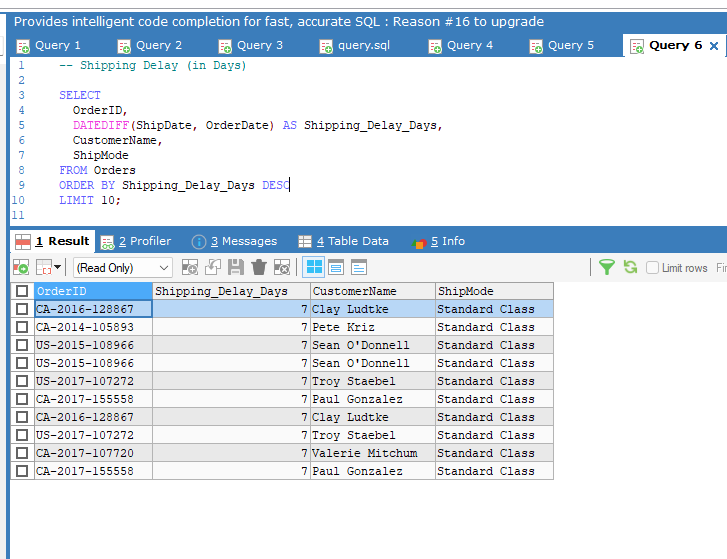 Provides intelligent code completion for fast, accurate SQL : Reason #16 to upgrade
Query 1 Query 2 Query 3 query.sql Query 4 Query 5 Query 6
1 -- Shipping Delay (in Days)
2
3 SELECT
4 OrderID,
5 DATEDIFF(ShipDate, OrderDate) AS Shipping_Delay_Days,
6 CustomerName,
7 ShipMode
8 FROM Orders
9 ORDER BY Shipping_Delay_Days DESC
10 LIMIT 10;
11
1 Result 2 Profiler 3 Messages 4 Table Data 5 Info
(Read Only) Limit rows
OrderID Shipping_Delay_Days CustomerName ShipMode
CA-2016-128867 7 Clay Ludtke Standard Class
CA-2014-105893 7 Pete Kriz Standard Class
US-2015-108966 7 Sean O'Donnell Standard Class
US-2015-108966 7 Sean O'Donnell Standard Class
US-2017-107272 7 Troy Staebel Standard Class
CA-2017-155558 7 Paul Gonzalez Standard Class
CA-2016-128867 7 Clay Ludtke Standard Class
US-2017-107272 7 Troy Staebel Standard Class
CA-2017-107720 7 Valerie Mitchum Standard Class
CA-2017-155558 7 Paul Gonzalez Standard Class